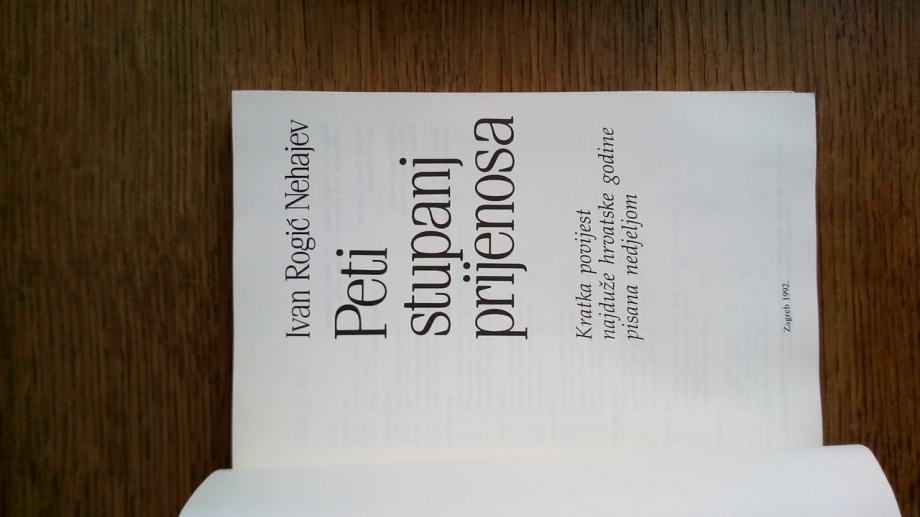 Ivan Rogić Nehajev
Peti
stupanj
prijenosa
Kratka povijest
najduže hrvatske godine
pisana nedjeljom
Zagreb 1992.